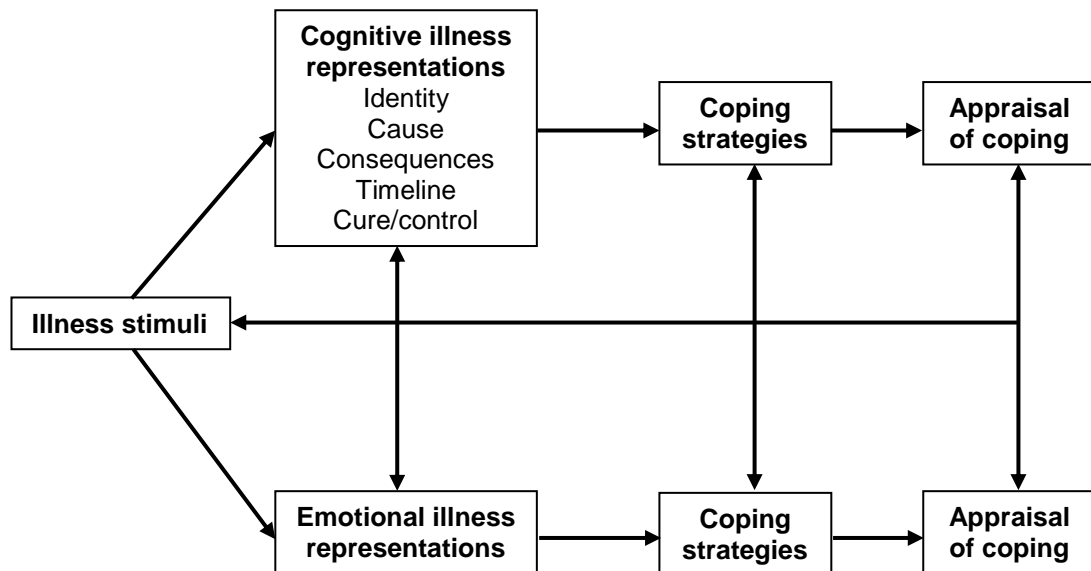 Cognitive illness
representations
Identity
Cause
Consequences
Timeline
Cure/control
Coping
strategies
Appraisal
of coping
Illness stimuli
Emotional illness
representations
Coping
strategies
Appraisal
of coping